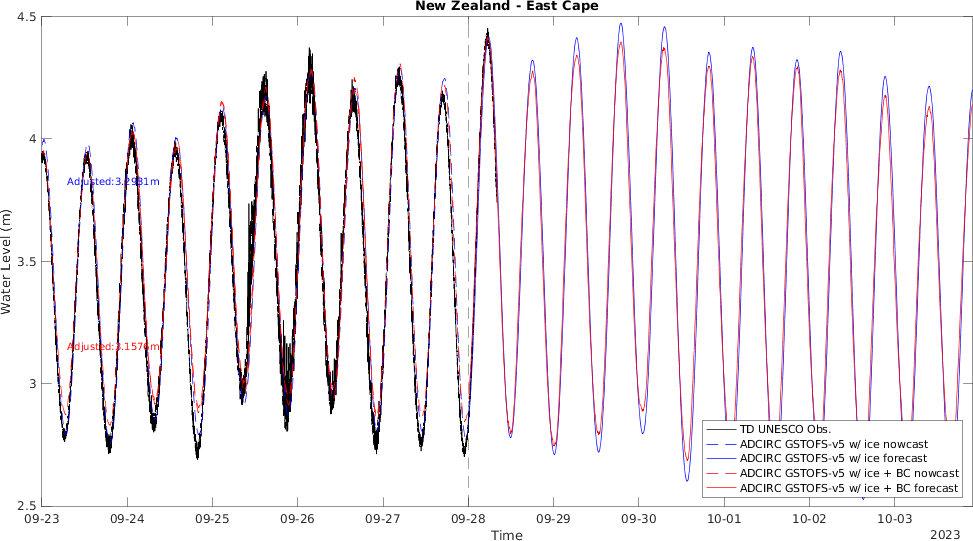 New Zealand - East Cape
4.5
4
3.5
3
2.5
Water Level (m)
Adjusted:3.2931m
Adjusted:3.1576m
TD UNESCO Obs.
ADCIRC GSTOFS-v5 w/ ice nowcast
ADCIRC GSTOFS-v5 w/ ice forecast
ADCIRC GSTOFS-v5 w/ ice + BC nowcast
ADCIRC GSTOFS-v5 w/ ice + BC forecast
09-23 09-24 09-25 09-26 09-27 09-28 09-29 09-30 10-01 10-02 10-03
Time
2023